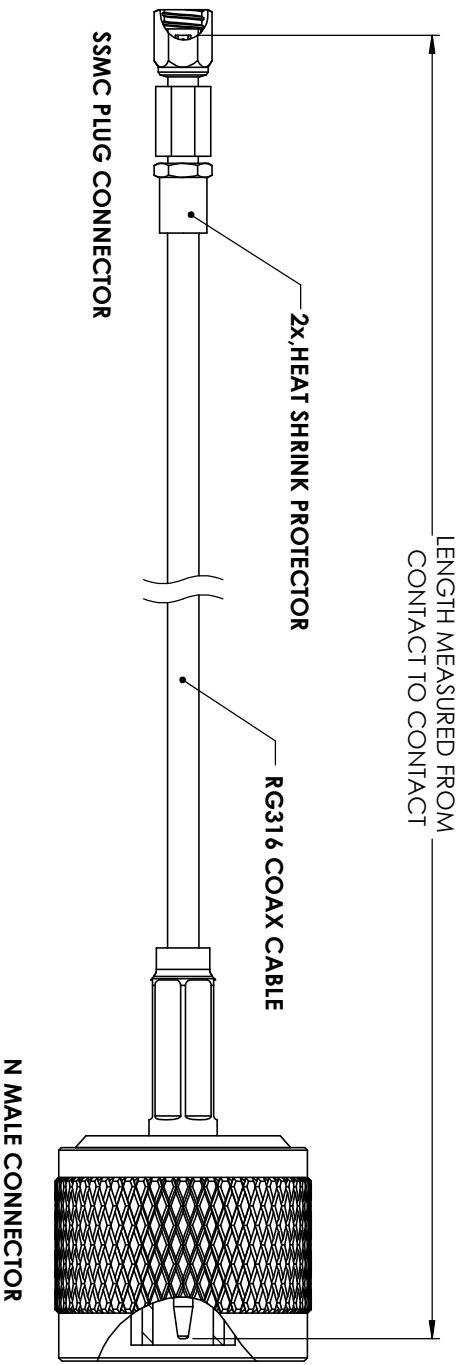 LENGTH MEASURED FROM
CONTACT TO CONTACT
2x,HEAT SHRINK PROTECTOR
RG316 COAX CABLE
SSMC PLUG CONNECTOR
N MALE CONNECTOR